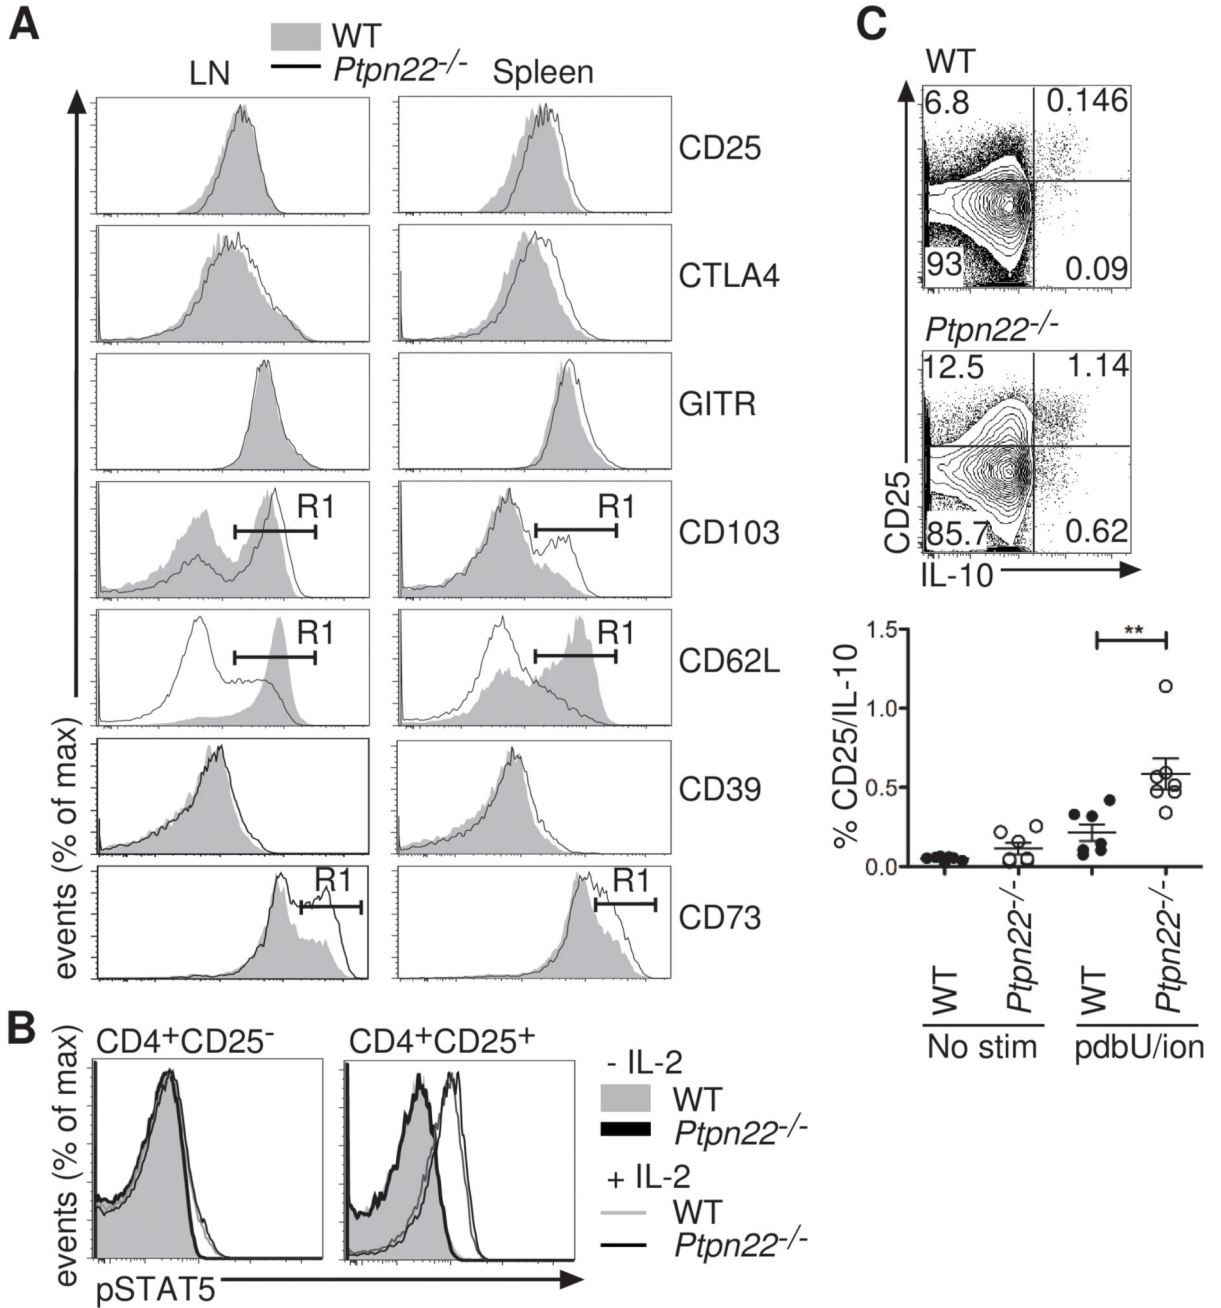 A
WT
Ptpn22-/-
LN
Spleen
CD25
CTLA4
GITR
R1
R1
CD103
R1
R1
CD62L
CD39
R1
R1
CD73
events (% of max)
B
CD4+CD25-
CD4+CD25+
events (% of max)
pSTAT5
- IL-2
WT
Ptpn22-/-
+ IL-2
WT
Ptpn22-/-
C
WT
6.8
0.146
93
0.09
Ptpn22-/-
12.5
1.14
85.7
0.62
CD25
IL-10
% CD25/IL-10
1.5
1.0
0.5
0.0
**
WT
Ptpn22-/-
WT
Ptpn22-/-
No stim
pdbU/ion